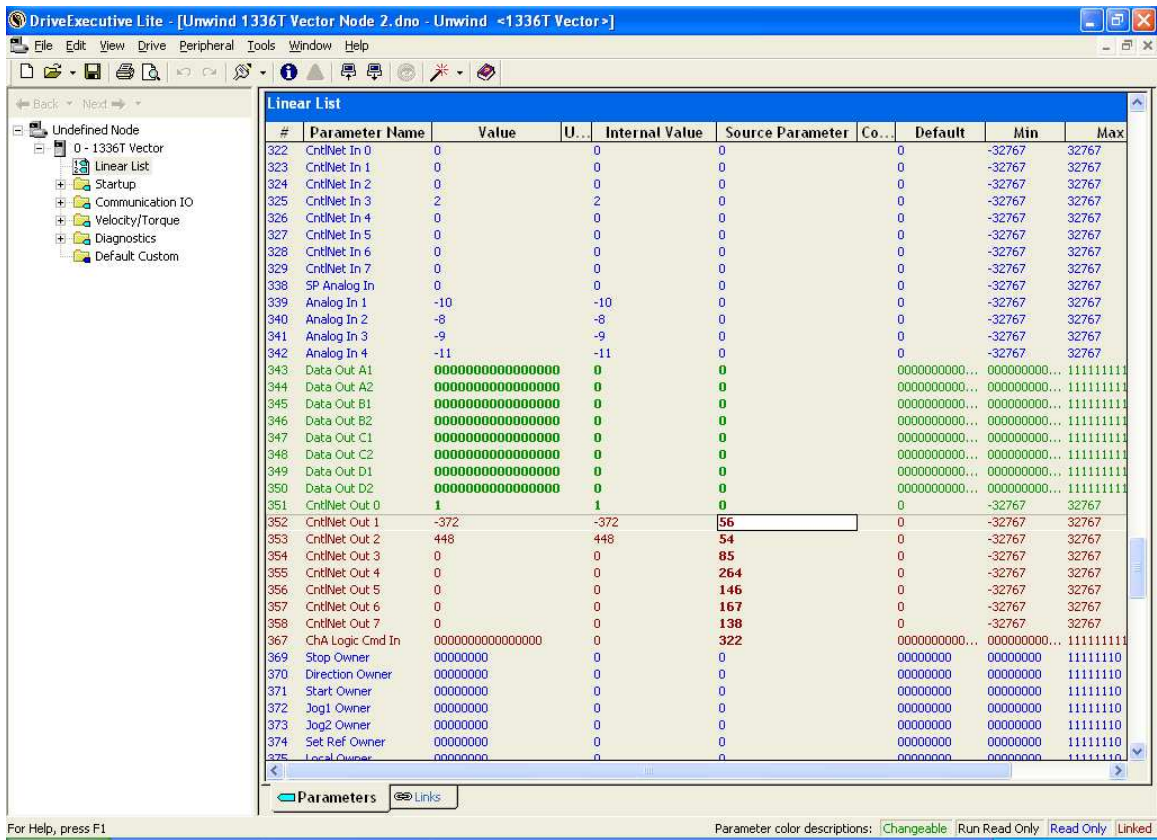 DriveExecutive Lite - [Unwind 1336T Vector Node 2.dno - Unwind <1336T Vector>]
File Edit View Drive Peripheral Tools Window Help
Back Next
Undefined Node
0 - 1336T Vector
Linear List
Startup
Communication IO
Velocity/Torque
Diagnostics
Default Custom
Linear List
# Parameter Name Value U... Internal Value Source Parameter Co... Default Min Max
322 CntlNet In 0 0 0 0 0 -32767 32767
323 CntlNet In 1 0 0 0 0 -32767 32767
324 CntlNet In 2 0 0 0 0 -32767 32767
325 CntlNet In 3 2 2 0 0 -32767 32767
326 CntlNet In 4 0 0 0 0 -32767 32767
327 CntlNet In 5 0 0 0 0 -32767 32767
328 CntlNet In 6 0 0 0 0 -32767 32767
329 CntlNet In 7 0 0 0 0 -32767 32767
338 SP Analog In 0 0 0 0 -32767 32767
339 Analog In 1 -10 -10 0 0 -32767 32767
340 Analog In 2 -8 -8 0 0 -32767 32767
341 Analog In 3 -9 -9 0 0 -32767 32767
342 Analog In 4 -11 -11 0 0 -32767 32767
343 Data Out A1 0000000000000000 0 0 0000000000... 000000000... 111111111
344 Data Out A2 0000000000000000 0 0 0000000000... 000000000... 111111111
345 Data Out B1 0000000000000000 0 0 0000000000... 000000000... 111111111
346 Data Out B2 0000000000000000 0 0 0000000000... 000000000... 111111111
347 Data Out C1 0000000000000000 0 0 0000000000... 000000000... 111111111
348 Data Out C2 0000000000000000 0 0 0000000000... 000000000... 111111111
349 Data Out D1 0000000000000000 0 0 0000000000... 000000000... 111111111
350 Data Out D2 0000000000000000 0 0 0000000000... 000000000... 111111111
351 CntlNet Out 0 1 1 0 0 -32767 32767
352 CntlNet Out 1 -372 -372 56 0 -32767 32767
353 CntlNet Out 2 448 448 54 0 -32767 32767
354 CntlNet Out 3 0 0 85 0 -32767 32767
355 CntlNet Out 4 0 0 264 0 -32767 32767
356 CntlNet Out 5 0 0 146 0 -32767 32767
357 CntlNet Out 6 0 0 167 0 -32767 32767
358 CntlNet Out 7 0 0 138 0 -32767 32767
367 ChA Logic Cmd In 0000000000000000 0 322 0000000000... 000000000... 111111111
369 Stop Owner 00000000 0 0 00000000 00000000 11111110
370 Direction Owner 00000000 0 0 00000000 00000000 11111110
371 Start Owner 00000000 0 0 00000000 00000000 11111110
372 Jog1 Owner 00000000 0 0 00000000 00000000 11111110
373 Jog2 Owner 00000000 0 0 00000000 00000000 11111110
374 Set Ref Owner 00000000 0 0 00000000 00000000 11111110
375 Local Owner 00000000 0 0 00000000 00000000 11111110
Parameters Links
For Help, press F1 Parameter color descriptions: Changeable Run Read Only Read Only Linked